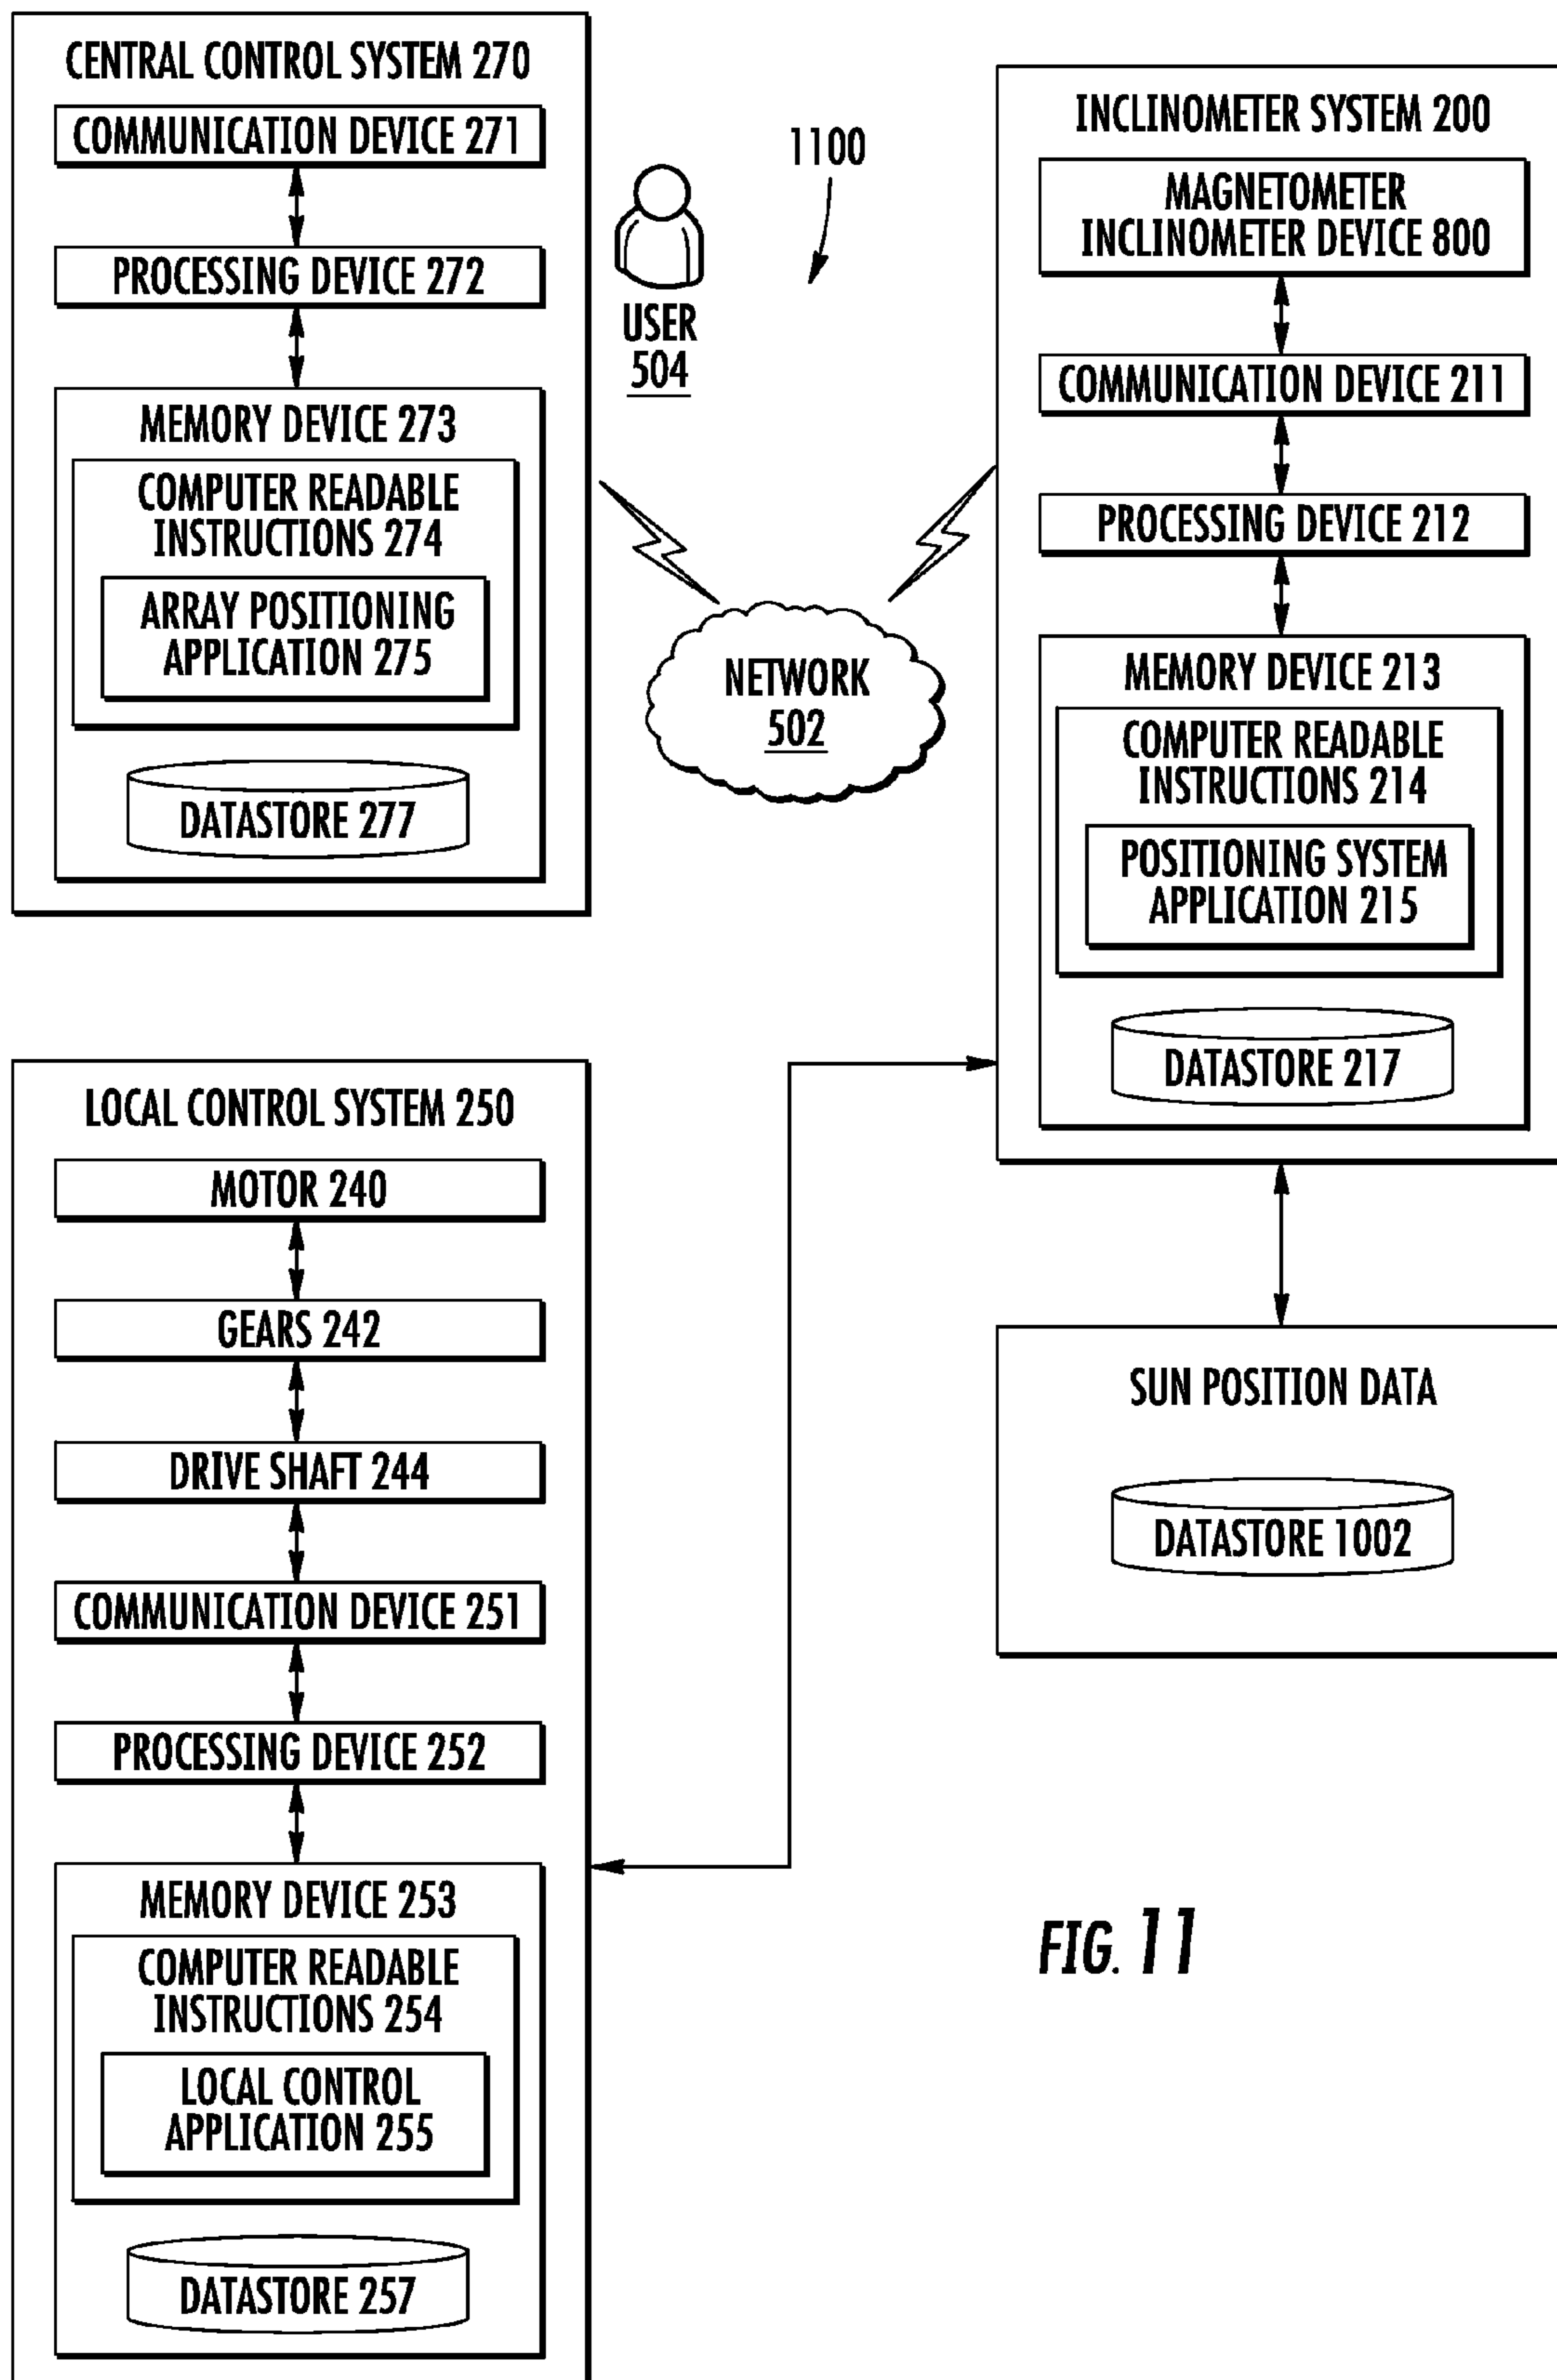 CENTRAL CONTROL SYSTEM 270
COMMUNICATION DEVICE 271
PROCESSING DEVICE 272
MEMORY DEVICE 273
COMPUTER READABLE
INSTRUCTIONS 274
ARRAY POSITIONING
APPLICATION 275
DATASTORE 277
USER
504
1100
NETWORK
502
INCLINOMETER SYSTEM 200
MAGNETOMETER
INCLINOMETER DEVICE 800
COMMUNICATION DEVICE 211
PROCESSING DEVICE 212
MEMORY DEVICE 213
COMPUTER READABLE
INSTRUCTIONS 214
POSITIONING SYSTEM
APPLICATION 215
DATASTORE 217
LOCAL CONTROL SYSTEM 250
MOTOR 240
GEARS 242
DRIVE SHAFT 244
COMMUNICATION DEVICE 251
PROCESSING DEVICE 252
MEMORY DEVICE 253
COMPUTER READABLE
INSTRUCTIONS 254
LOCAL CONTROL
APPLICATION 255
DATASTORE 257
SUN POSITION DATA
DATASTORE 1002
FIG. 11